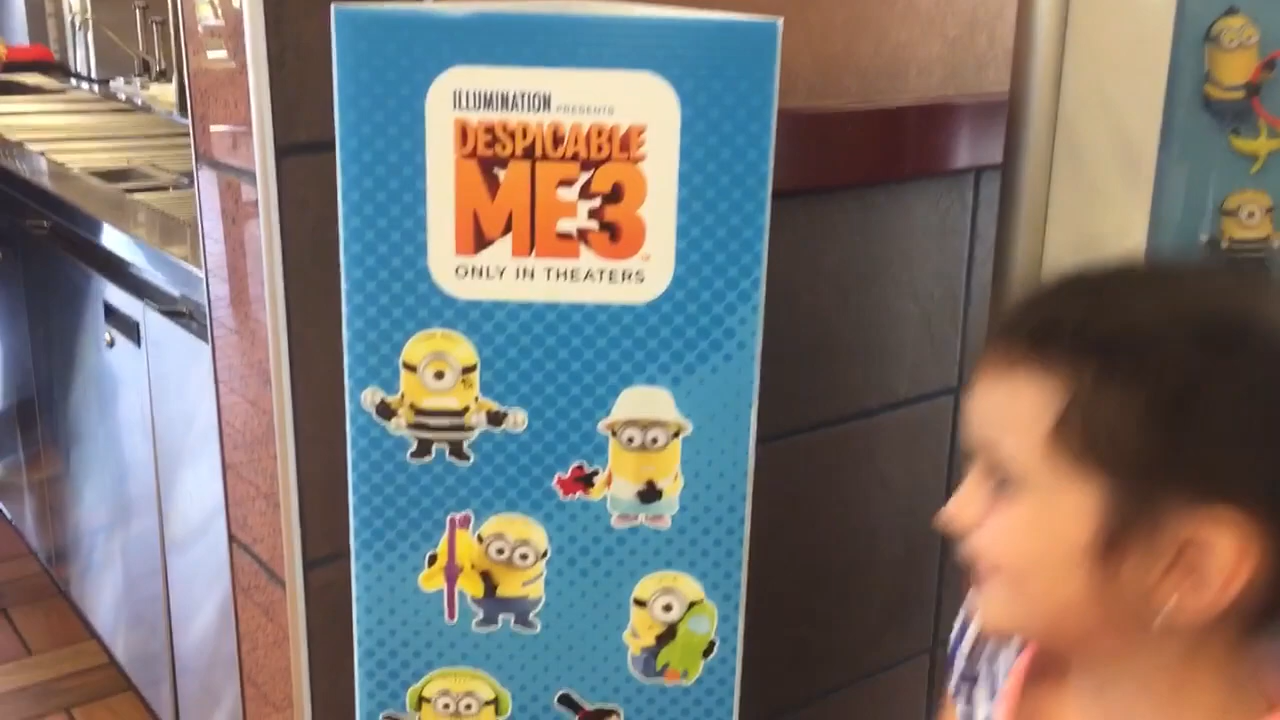 ILLUMINATION PRESENTS
DESPICABLE
ME3
ONLY IN THEATERS